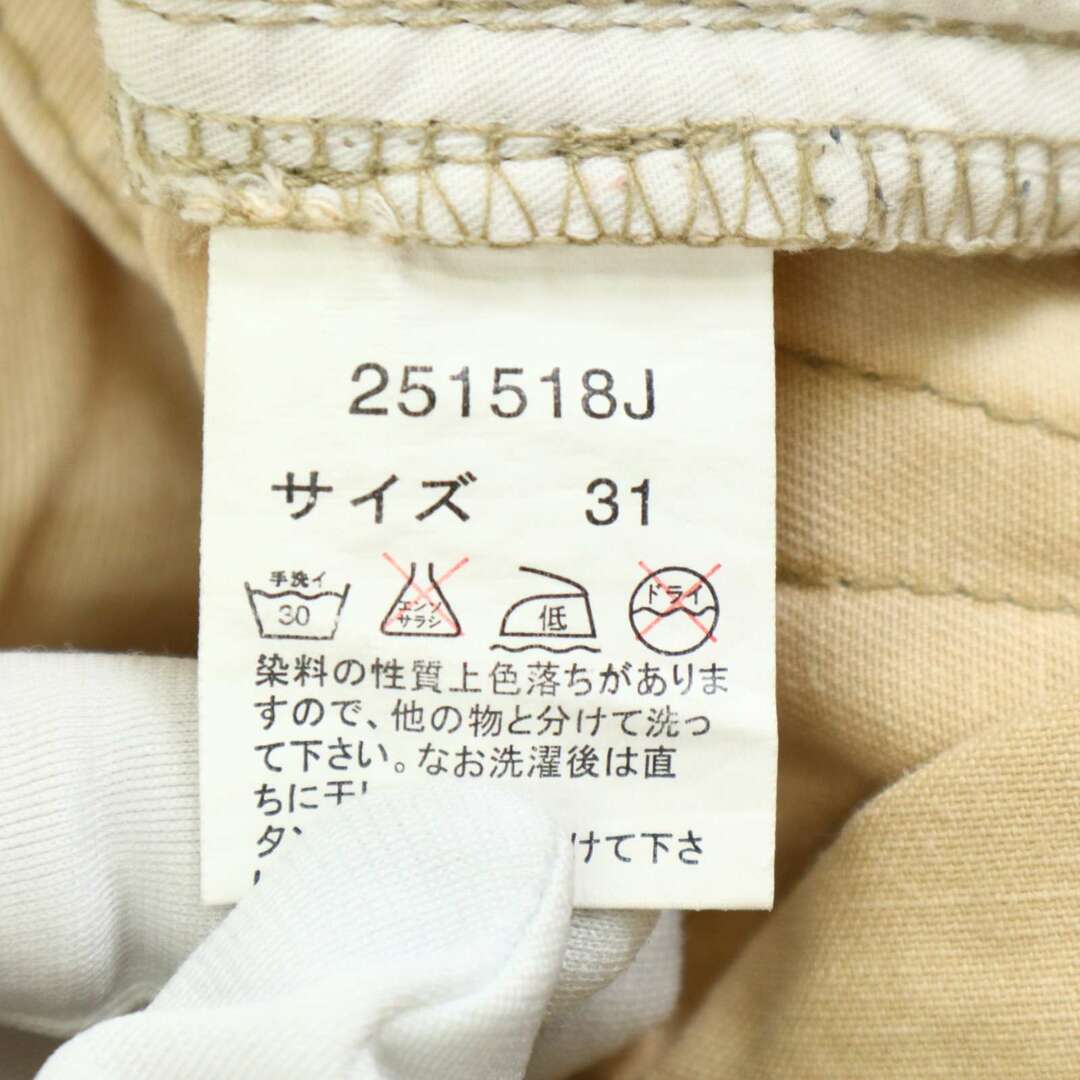 251518J
サイズ 31
手洗イ
30
エンソ
サラシ
低
ドライ
染料の性質上色落ちがありま
すので、他の物と分けて洗っ
て下さい。なお洗濯後は直
ちに干し
タン
けて下さ